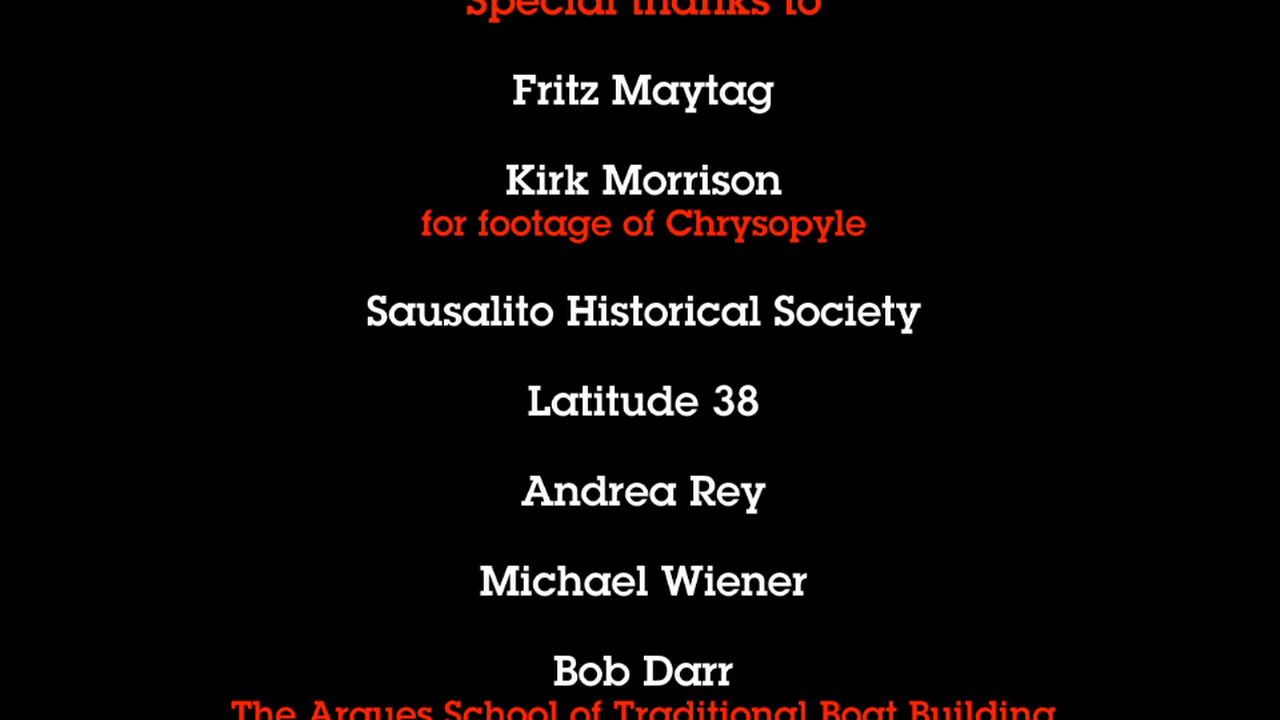 Special thanks to
Fritz Maytag
Kirk Morrison
for footage of Chrysopyle
Sausalito Historical Society
Latitude 38
Andrea Rey
Michael Wiener
Bob Darr
The Arques School of Traditional Boat Building